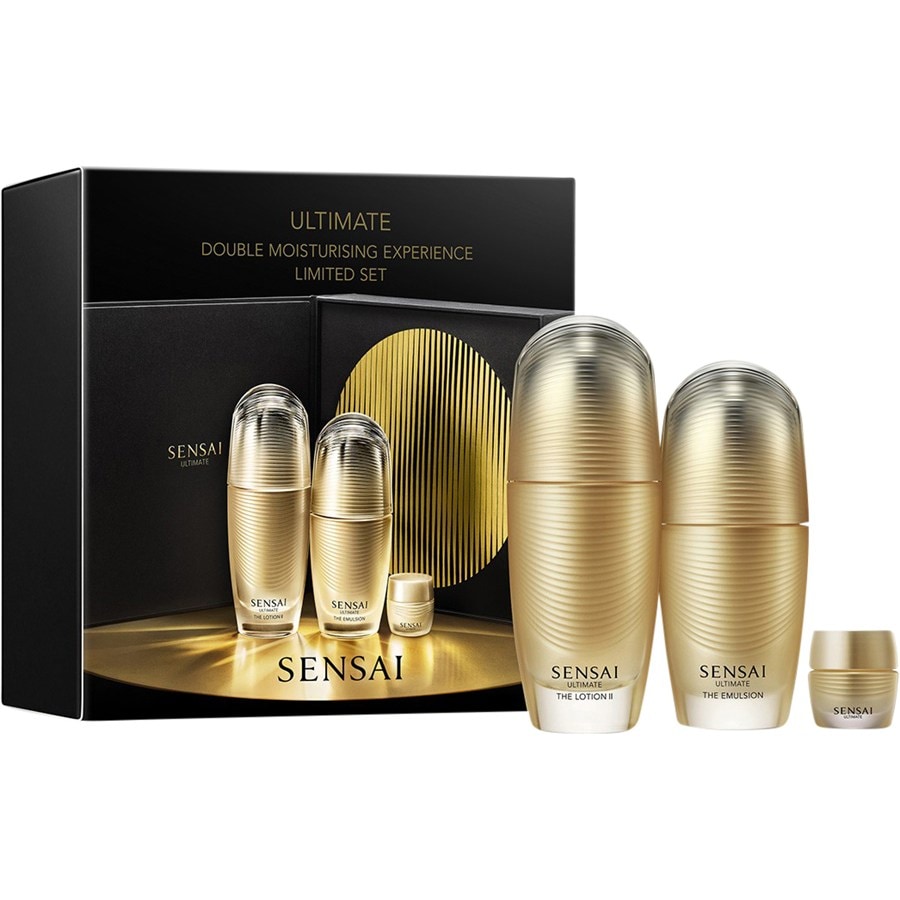 ULTIMATE
DOUBLE MOISTURISING EXPERIENCE
LIMITED SET
SENSAI
ULTIMATE
SENSAI
ULTIMATE
THE LOTION II
SENSAI
ULTIMATE
THE EMULSION
SENSAI
SENSAI
SENSAI
ULTIMATE
THE LOTION II
SENSAI
ULTIMATE
THE EMULSION
SENSAI
ULTIMATE